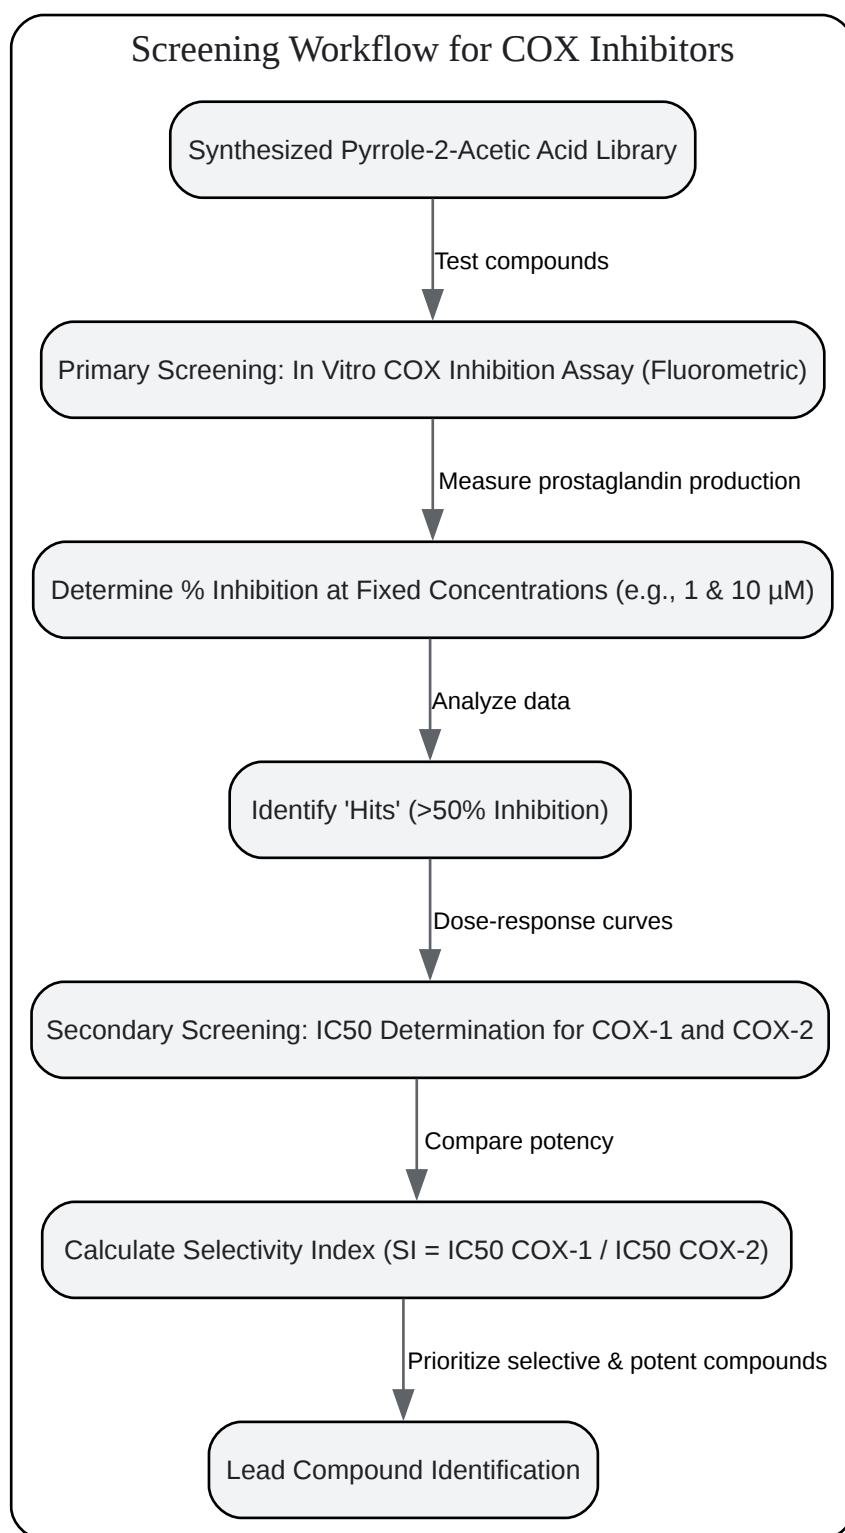 Screening Workflow for COX Inhibitors
Synthesized Pyrrole-2-Acetic Acid Library
Test compounds
Primary Screening: In Vitro COX Inhibition Assay (Fluorometric)
Measure prostaglandin production
Determine % Inhibition at Fixed Concentrations (e.g., 1 & 10 µM)
Analyze data
Identify 'Hits' (>50% Inhibition)
Dose-response curves
Secondary Screening: IC50 Determination for COX-1 and COX-2
Compare potency
Calculate Selectivity Index (SI = IC50 COX-1 / IC50 COX-2)
Prioritize selective & potent compounds
Lead Compound Identification